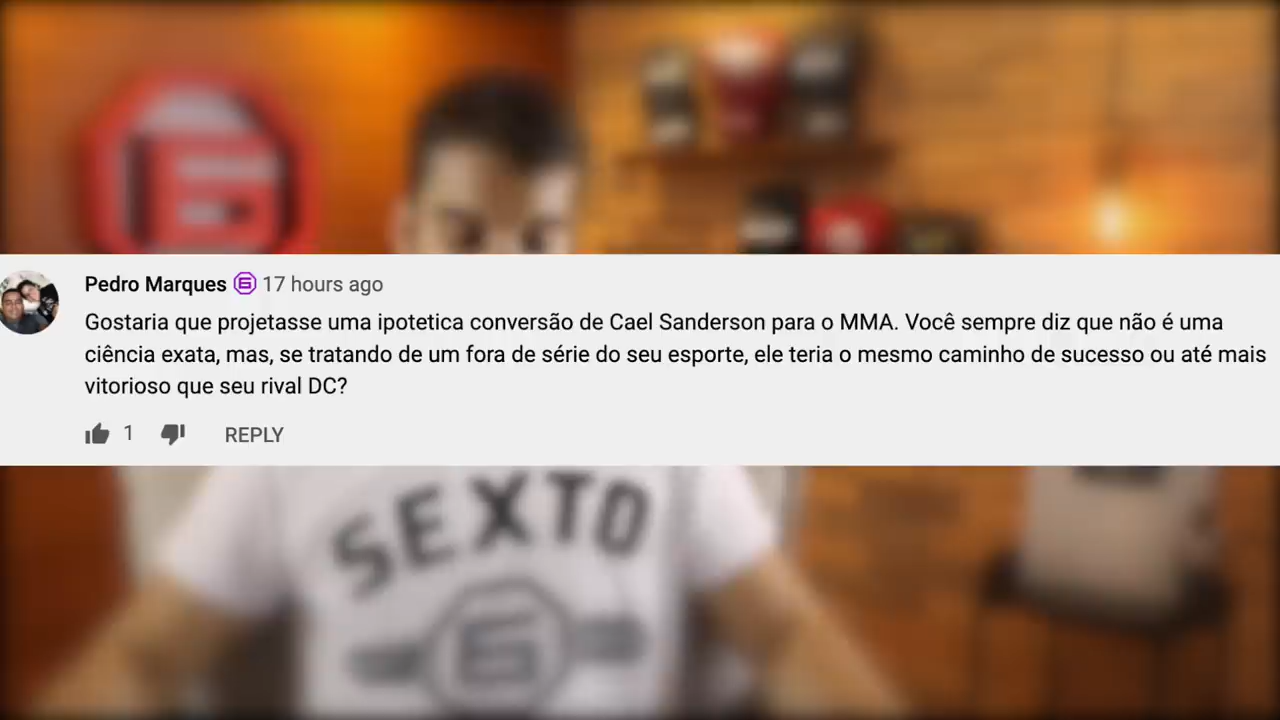 Pedro Marques 17 hours ago
Gostaria que projetasse uma ipotetica conversão de Cael Sanderson para o MMA. Você sempre diz que não é uma
ciência exata, mas, se tratando de um fora de série do seu esporte, ele teria o mesmo caminho de sucesso ou até mais
vitorioso que seu rival DC?
1 REPLY
SEXTO
6